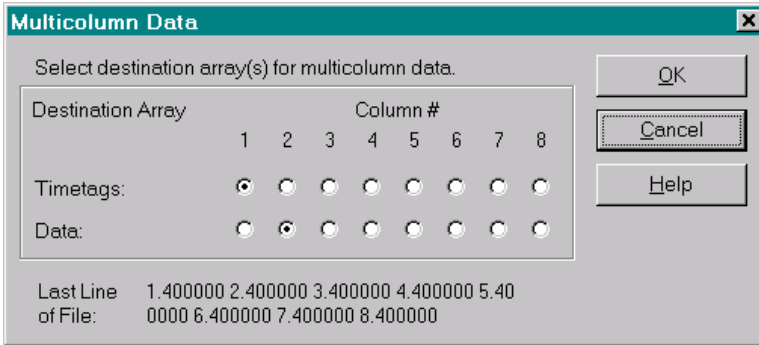 Multicolumn Data
Select destination array(s) for multicolumn data.
Destination Array Column #
1 2 3 4 5 6 7 8
Timetags:
Data:
Last Line 1.400000 2.400000 3.400000 4.400000 5.40
of File: 0000 6.400000 7.400000 8.400000
OK
Cancel
Help